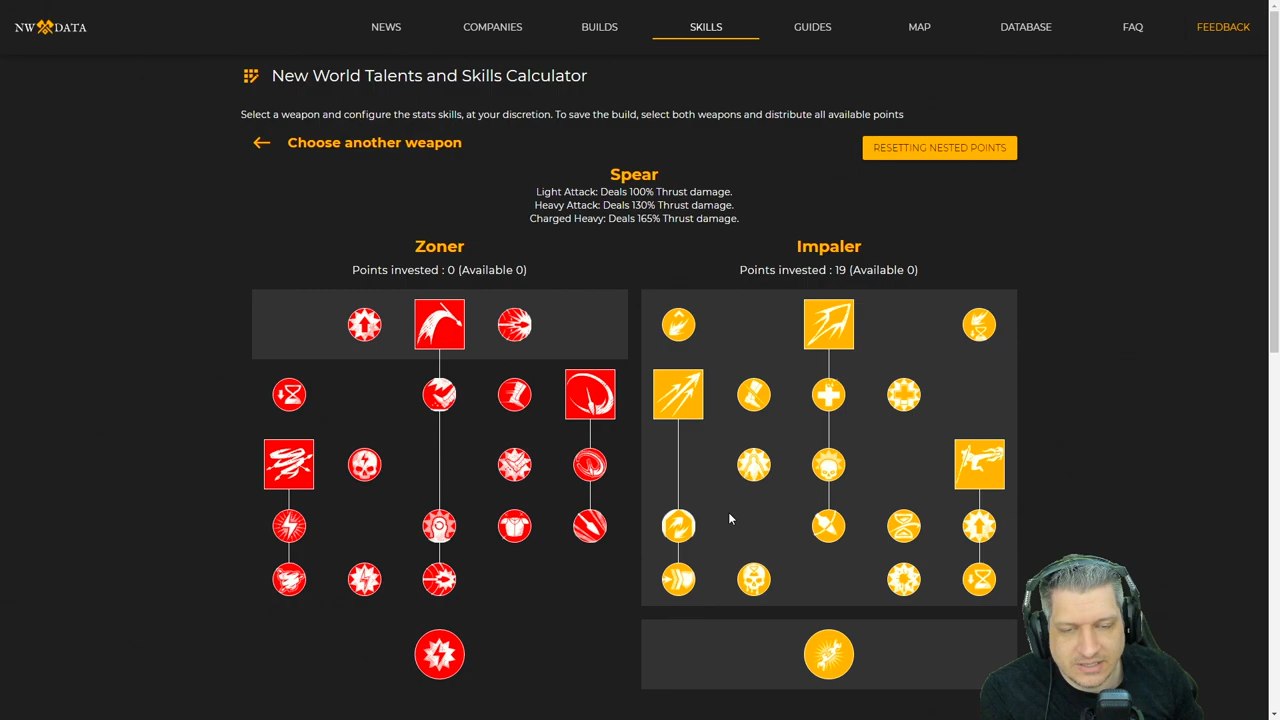 NW DATA
NEWS COMPANIES BUILDS SKILLS GUIDES MAP DATABASE FAQ FEEDBACK
New World Talents and Skills Calculator
Select a weapon and configure the stats skills, at your discretion. To save the build, select both weapons and distribute all available points
Choose another weapon
RESETTING NESTED POINTS
Spear
Light Attack: Deals 100% Thrust damage.
Heavy Attack: Deals 130% Thrust damage.
Charged Heavy: Deals 165% Thrust damage.
Zoner
Points invested : 0 (Available 0)
Impaler
Points invested : 19 (Available 0)